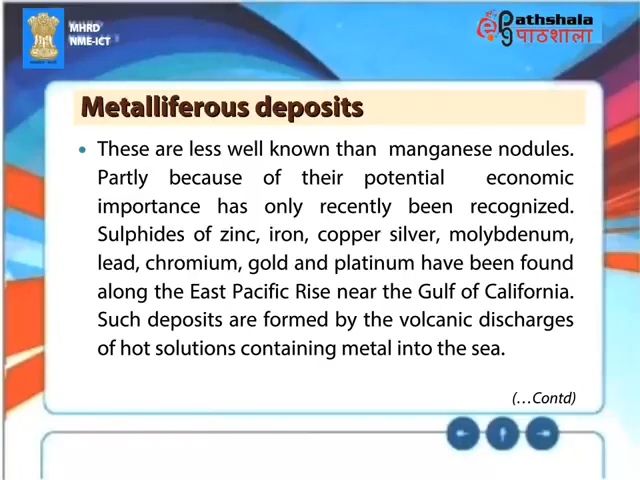 MHRD
NME-ICT
ePathshala
पाठशाला
Metalliferous deposits
• These are less well known than manganese nodules.
Partly because of their potential economic
importance has only recently been recognized.
Sulphides of zinc, iron, copper silver, molybdenum,
lead, chromium, gold and platinum have been found
along the East Pacific Rise near the Gulf of California.
Such deposits are formed by the volcanic discharges
of hot solutions containing metal into the sea.
(…Contd)